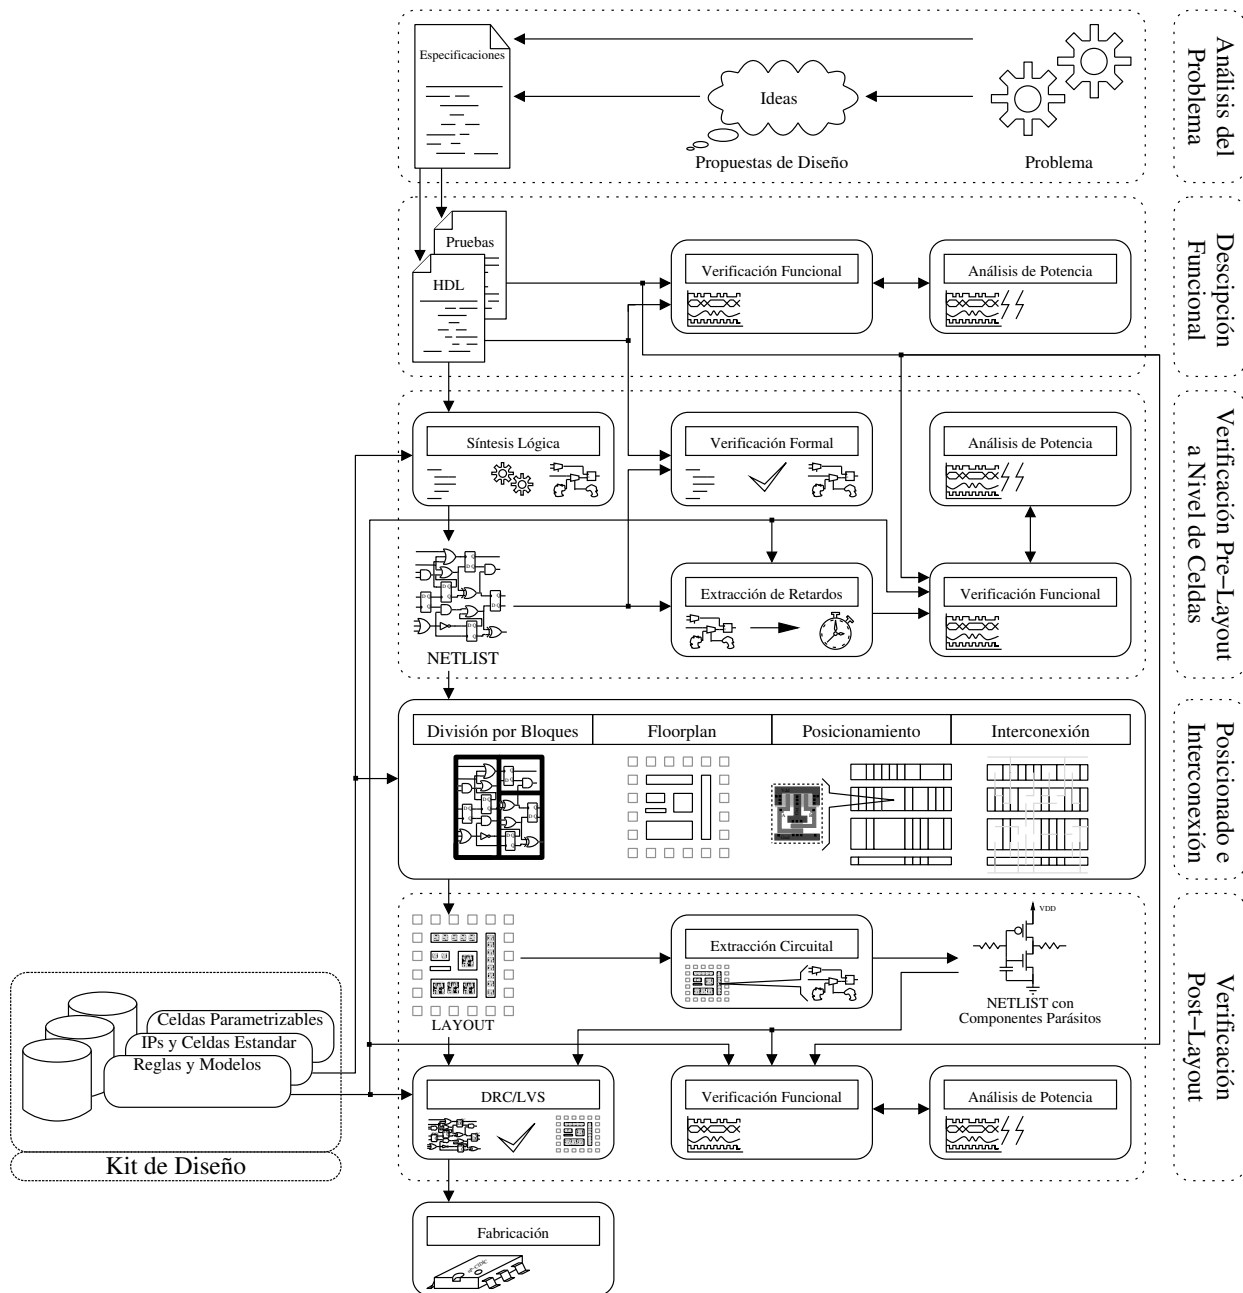 Especificaciones
Ideas
Propuestas de Diseño
Problema
Análisis del
Problema
Pruebas
HDL
Verificación Funcional
Análisis de Potencia
Descipción
Funcional
Síntesis Lógica
Verificación Formal
Análisis de Potencia
NETLIST
Extracción de Retardos
Verificación Funcional
Verificación Pre-Layout
a Nivel de Celdas
División por Bloques
Floorplan
Posicionamiento
Interconexión
Posicionado e
Interconexión
LAYOUT
Extracción Circuital
VDD
NETLIST con
Componentes Parásitos
DRC/LVS
Verificación Funcional
Análisis de Potencia
Verificación
Post-Layout
Celdas Parametrizables
IPs y Celdas Estandar
Reglas y Modelos
Kit de Diseño
Fabricación